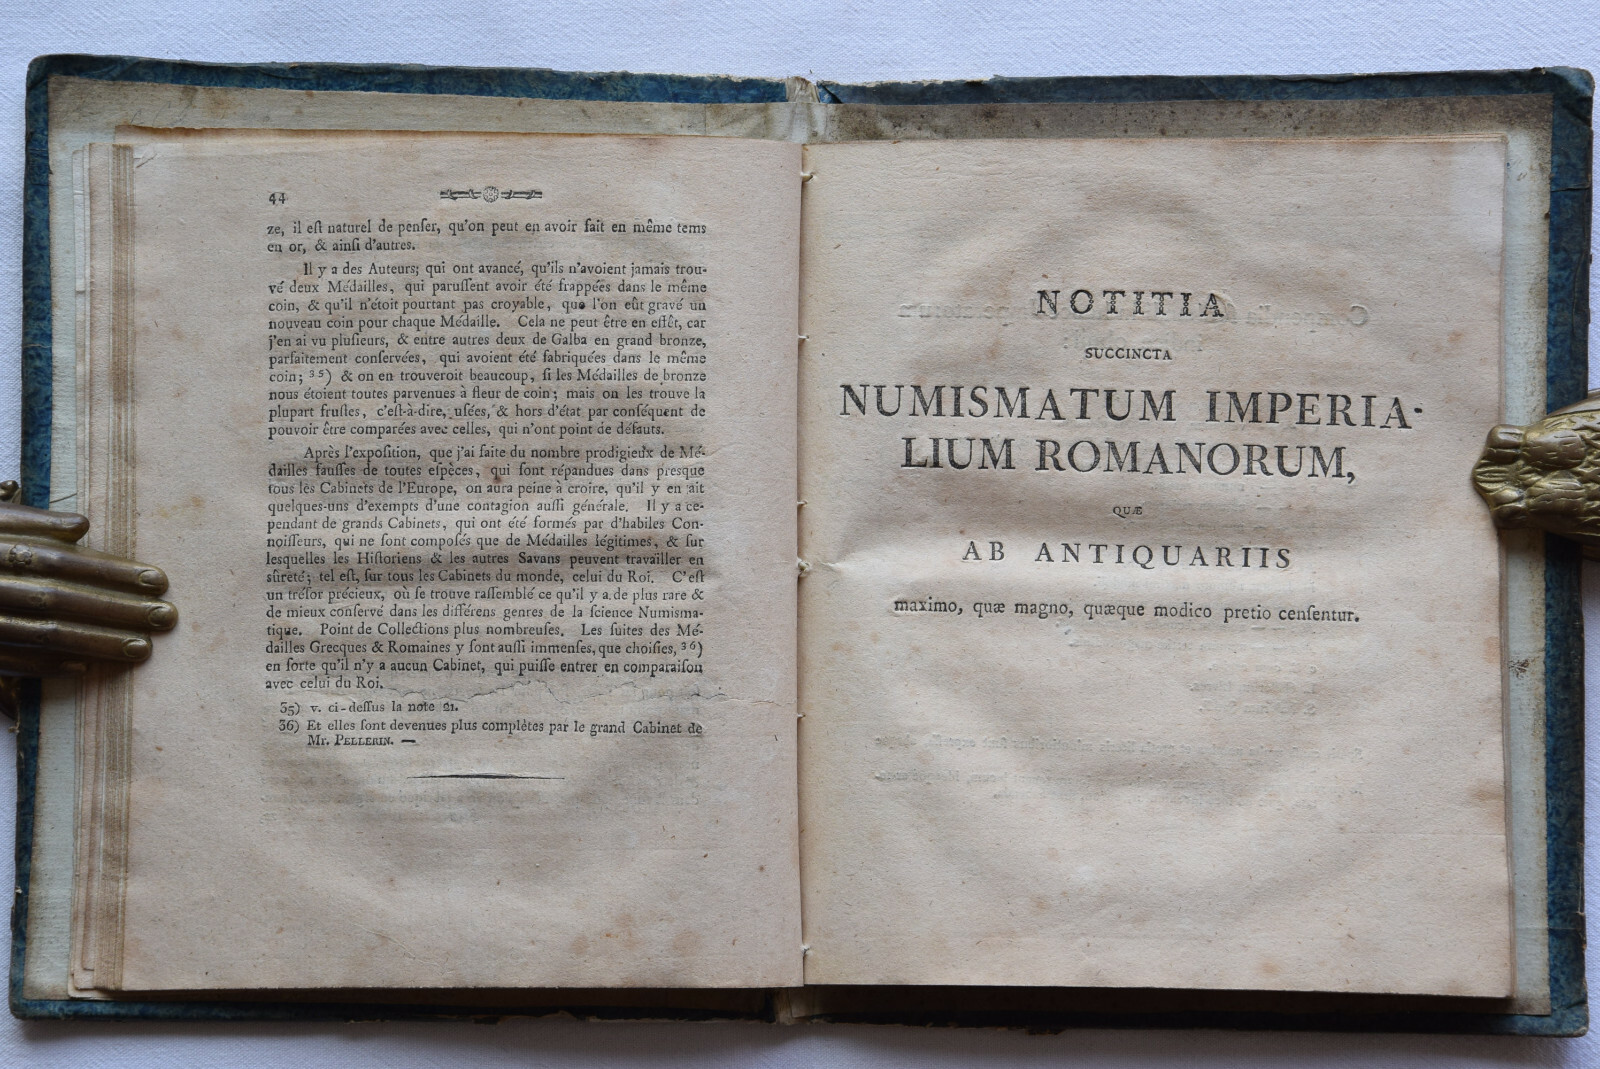 44
ze, il eſt naturel de penſer, qu'on peut en avoir fait en même tems
en or, & ainſi d'autres.
Il y a des Auteurs; qui ont avancé, qu'ils n'avoient jamais trou-
vé deux Médailles, qui paruſſent avoir été frappées dans le même
coin, & qu'il n'étoit pourtant pas croyable, que l'on eût gravé un
nouveau coin pour chaque Médaille. Cela ne peut être en effêt, car
j'en ai vu pluſieurs, & entre autres deux de Galba en grand bronze,
parfaitement conſervées, qui avoient été fabriquées dans le même
coin; 35) & on en trouveroit beaucoup, ſi les Médailles de bronze
nous étoient toutes parvenues à fleur de coin; mais on les trouve la
plupart fruſtes, c'eſt-à-dire, uſées, & hors d'état par conſéquent de
pouvoir être comparées avec celles, qui n'ont point de défauts.
Après l'expoſition, que j'ai faite du nombre prodigieux de Mé-
dailles fauſſes de toutes eſpèces, qui ſont répandues dans presque
tous lès Cabinets de l'Europe, on aura peine à croire, qu'il y en ait
quelques-uns d'exempts d'une contagion auſſi générale. Il y a ce-
pendant de grands Cabinets, qui ont été formés par d'habiles Con-
noiſſeurs, qui ne ſont compoſés que de Médailles légitimes, & ſur
lesquelles les Hiſtoriens & les autres Savans peuvent travailler en
sûreté; tel eſt, ſur tous les Cabinets du monde, celui du Roi. C'eſt
un tréſor précieux, où ſe trouve raſſemblé ce qu'il y a de plus rare &
de mieux conſervé dans les différens genres de la ſcience Numisma-
tique. Point de Collections plus nombreuſes. Les ſuites des Mé-
dailles Grecques & Romaines y ſont auſſi immenſes, que choiſies, 36)
en ſorte qu'il n'y a aucun Cabinet, qui puiſſe entrer en comparaiſon
avec celui du Roi.
35) v. ci-deſſus la note 21.
36) Et elles ſont devenues plus complètes par le grand Cabinet de
Mr. PELLERIN. —
NOTITIA
SUCCINCTA
NUMISMATUM IMPERIA-
LIUM ROMANORUM,
QUÆ
AB ANTIQUARIIS
maximo, quæ magno, quæque modico pretio cenſentur.